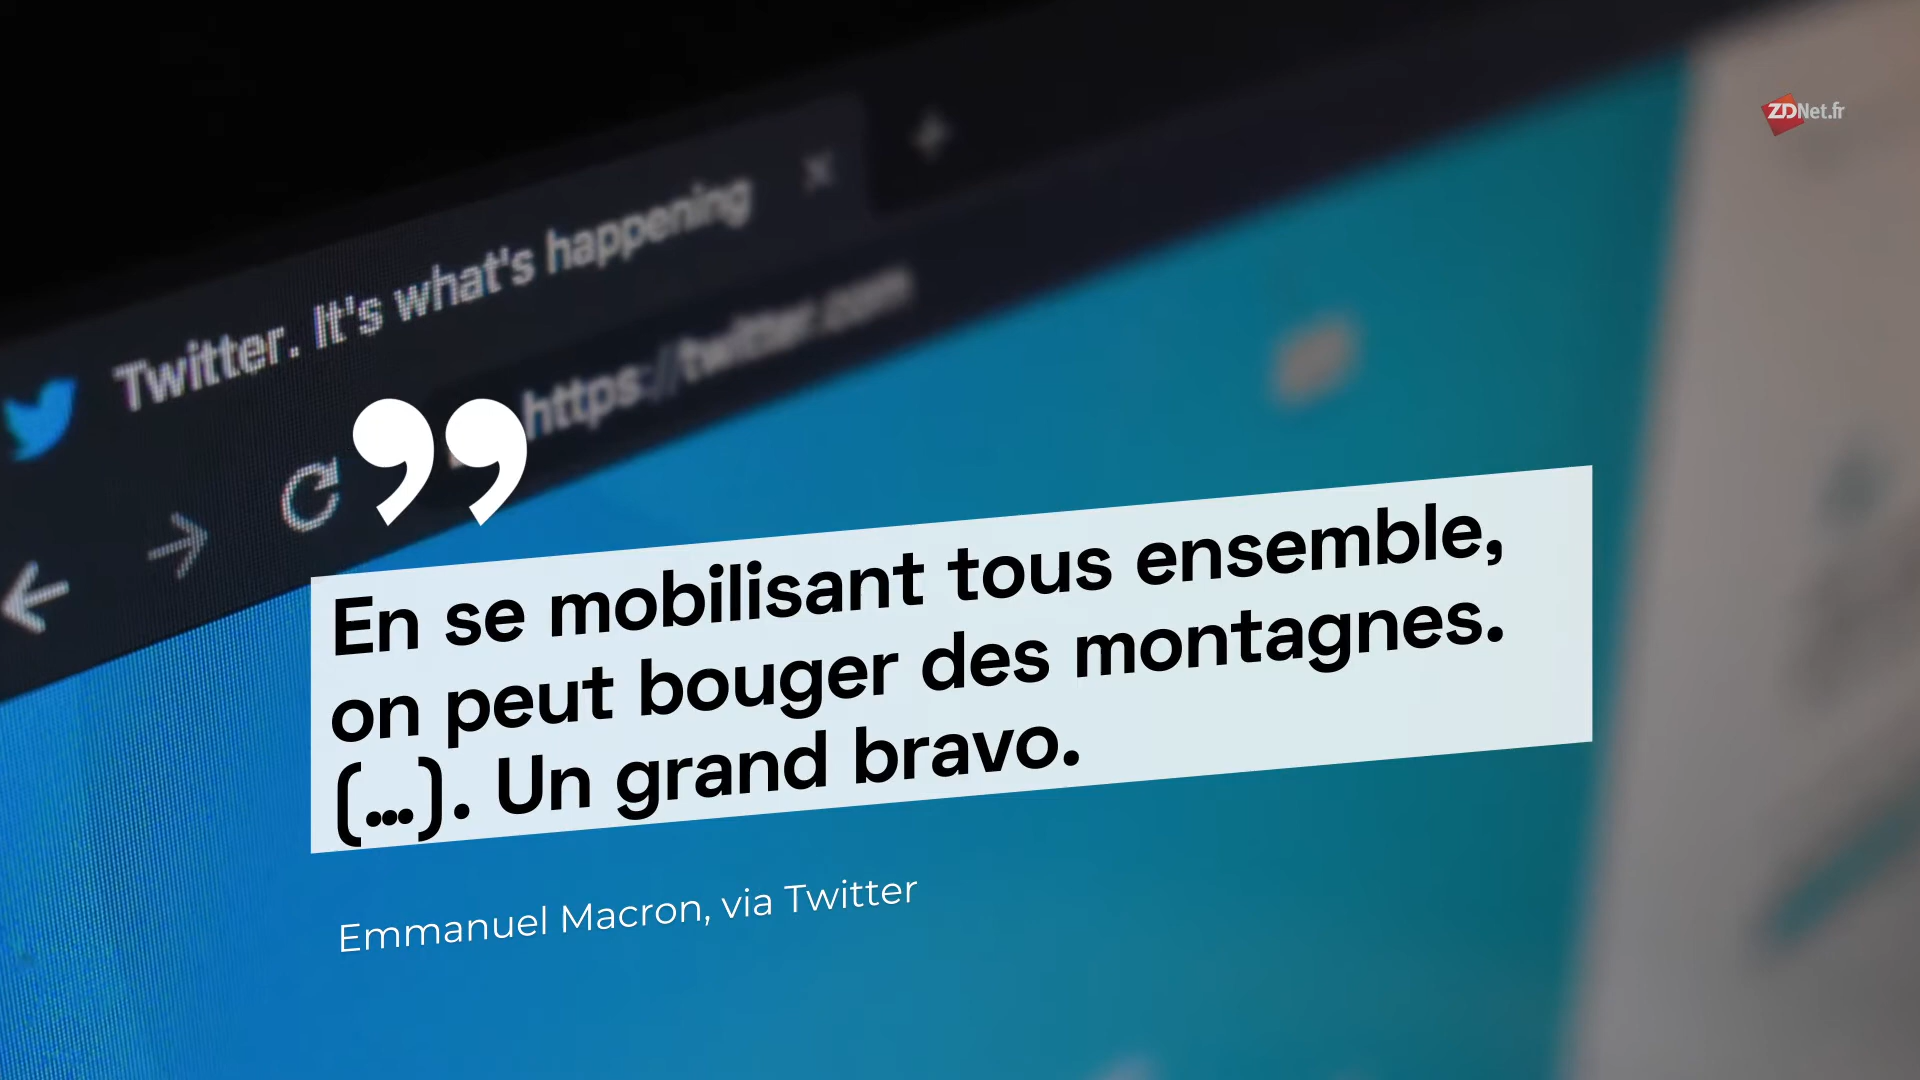 ZDNet.fr
Twitter. It's what's happening
https://twitter.com
”
En se mobilisant tous ensemble,
on peut bouger des montagnes.
(...). Un grand bravo.
Emmanuel Macron, via Twitter